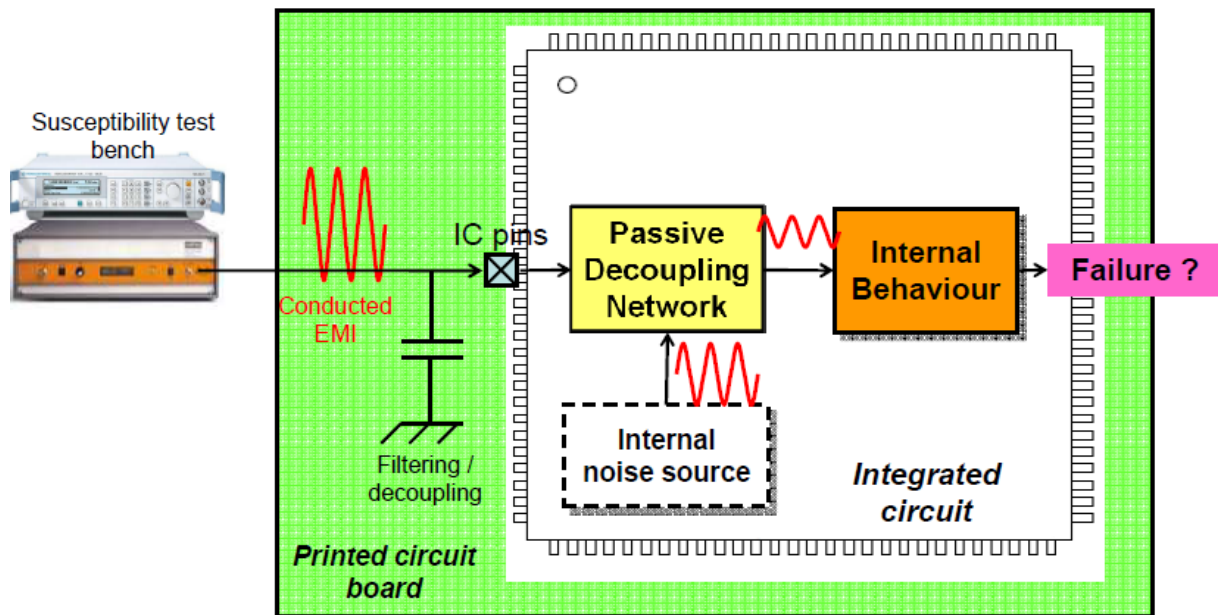 Susceptibility test
bench
Conducted
EMI
IC pins
Passive
Decoupling
Network
Internal
Behaviour
Failure ?
Internal
noise source
Filtering /
decoupling
Integrated
circuit
Printed circuit
board